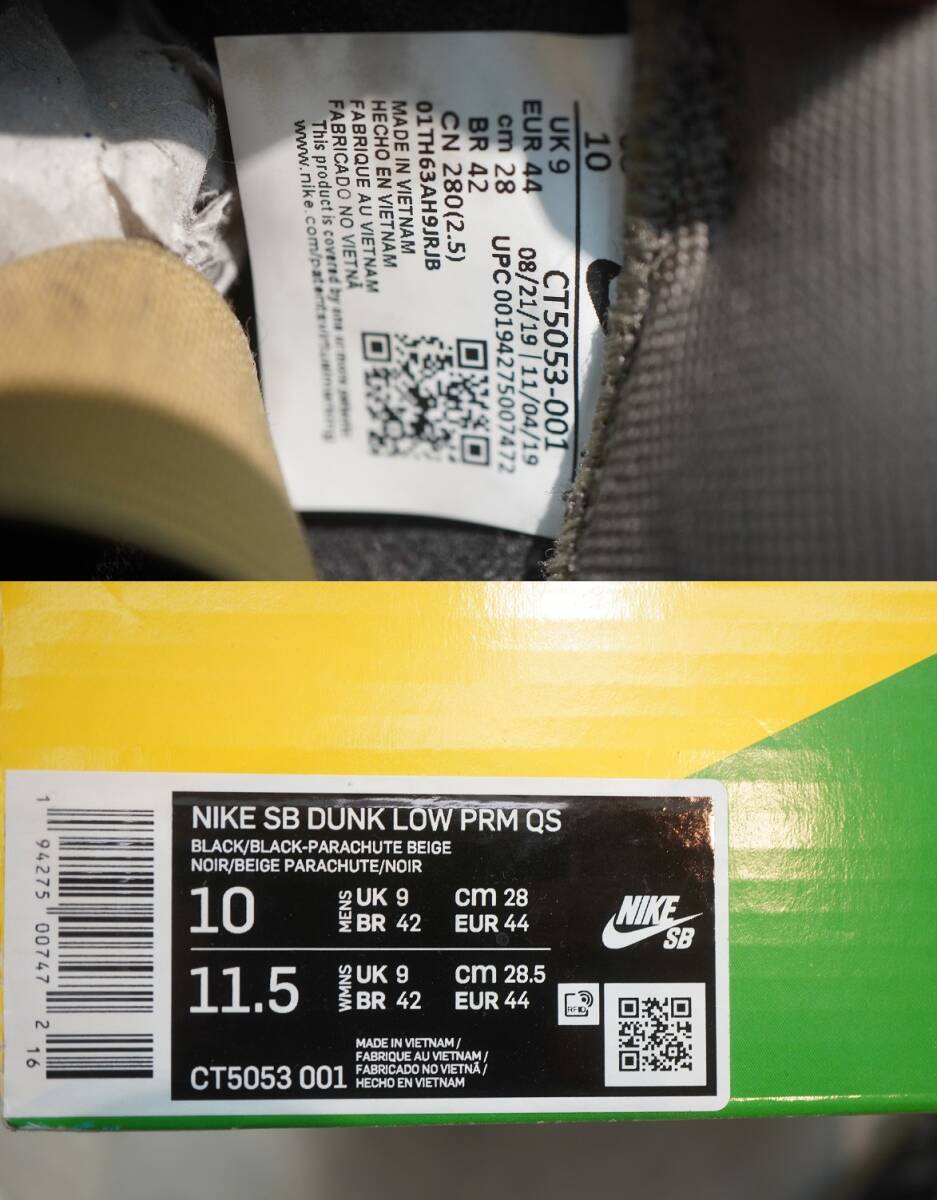 10
UK 9
EUR 44
cm 28
BR 42
CN 280(2.5)
01TH63AH9JRJB
MADE IN VIETNAM
HECHO EN VIETNAM
FABRIQUE AU VIETNAM
FABRICADO NO VIETNÃ
This product is covered by one or more patents
www.nike.com/patents/virtualmarking
CT5053-001
08/21/19 | 11/04/19
UPC 00194275007472
NIKE SB DUNK LOW PRM QS
BLACK/BLACK-PARACHUTE BEIGE
NOIR/BEIGE PARACHUTE/NOIR
10 MENS UK 9 cm 28
BR 42 EUR 44
11.5 WMNS UK 9 cm 28.5
BR 42 EUR 44
CT5053 001
MADE IN VIETNAM /
FABRIQUE AU VIETNAM /
FABRICADO NO VIETNÃ /
HECHO EN VIETNAM
NIKE
SB
RFID
1 94275 00747 2 16